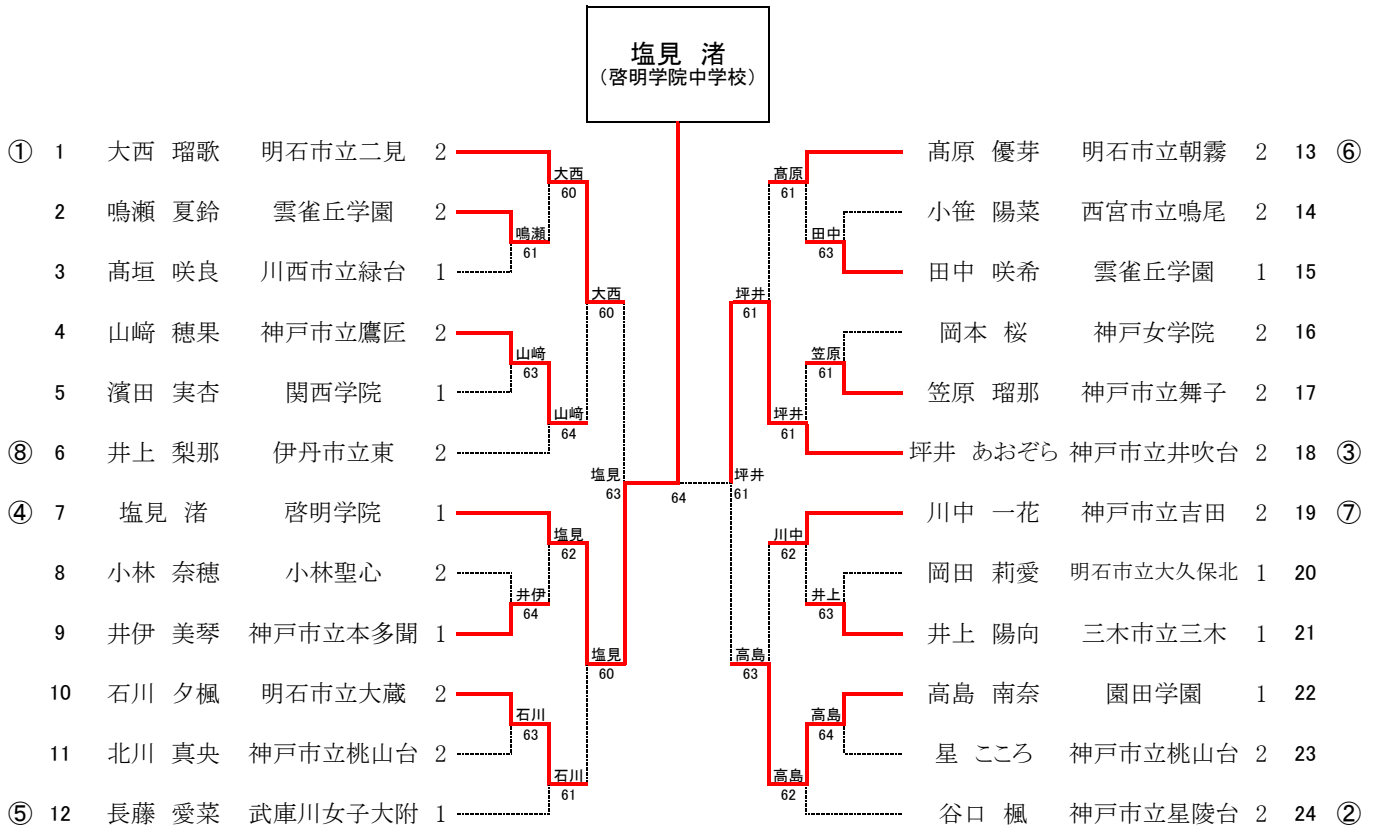 塩見 渚
（啓明学院中学校）
① 1 大西 瑠歌 明石市立二見 2
大西
60
2 鳴瀬 夏鈴 雲雀丘学園 2
鳴瀬
61
3 髙垣 咲良 川西市立緑台 1
大西
60
4 山﨑 穂果 神戸市立鷹匠 2
山﨑
63
5 濱田 実杏 関西学院 1
山﨑
64
⑧ 6 井上 梨那 伊丹市立東 2
塩見
63
④ 7 塩見 渚 啓明学院 1
塩見
62
8 小林 奈穂 小林聖心 2
井伊
64
9 井伊 美琴 神戸市立本多聞 1
塩見
60
10 石川 夕楓 明石市立大蔵 2
石川
63
11 北川 真央 神戸市立桃山台 2
石川
61
⑤ 12 長藤 愛菜 武庫川女子大附 1
64
髙原 優芽 明石市立朝霧 2 13 ⑥
髙原
61
小笹 陽菜 西宮市立鳴尾 2 14
田中
63
田中 咲希 雲雀丘学園 1 15
坪井
61
岡本 桜 神戸女学院 2 16
笠原
61
笠原 瑠那 神戸市立舞子 2 17
坪井
61
坪井 あおぞら 神戸市立井吹台 2 18 ③
坪井
61
川中 一花 神戸市立吉田 2 19 ⑦
川中
62
岡田 莉愛 明石市立大久保北 1 20
井上
63
井上 陽向 三木市立三木 1 21
高島
63
高島 南奈 園田学園 1 22
高島
64
星 こころ 神戸市立桃山台 2 23
高島
62
谷口 楓 神戸市立星陵台 2 24 ②